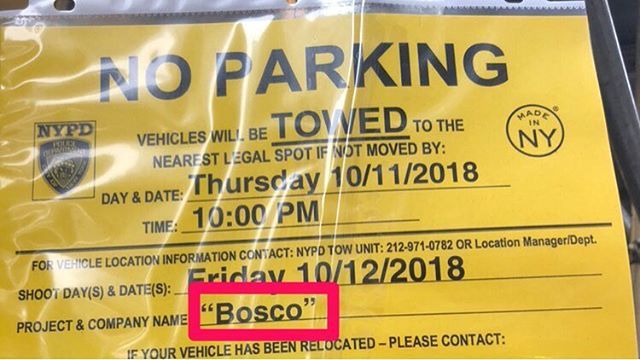 NO PARKING
NYPD
POLICE DEPARTMENT
VEHICLES WILL BE TOWED TO THE
NEAREST LEGAL SPOT IF NOT MOVED BY:
MADE IN NY
DAY & DATE: Thursday 10/11/2018
TIME: 10:00 PM
FOR VEHICLE LOCATION INFORMATION CONTACT: NYPD TOW UNIT: 212-971-0782 OR Location Manager/Dept.
SHOOT DAY(S) & DATE(S): Friday 10/12/2018
PROJECT & COMPANY NAME "Bosco"
IF YOUR VEHICLE HAS BEEN RELOCATED – PLEASE CONTACT: